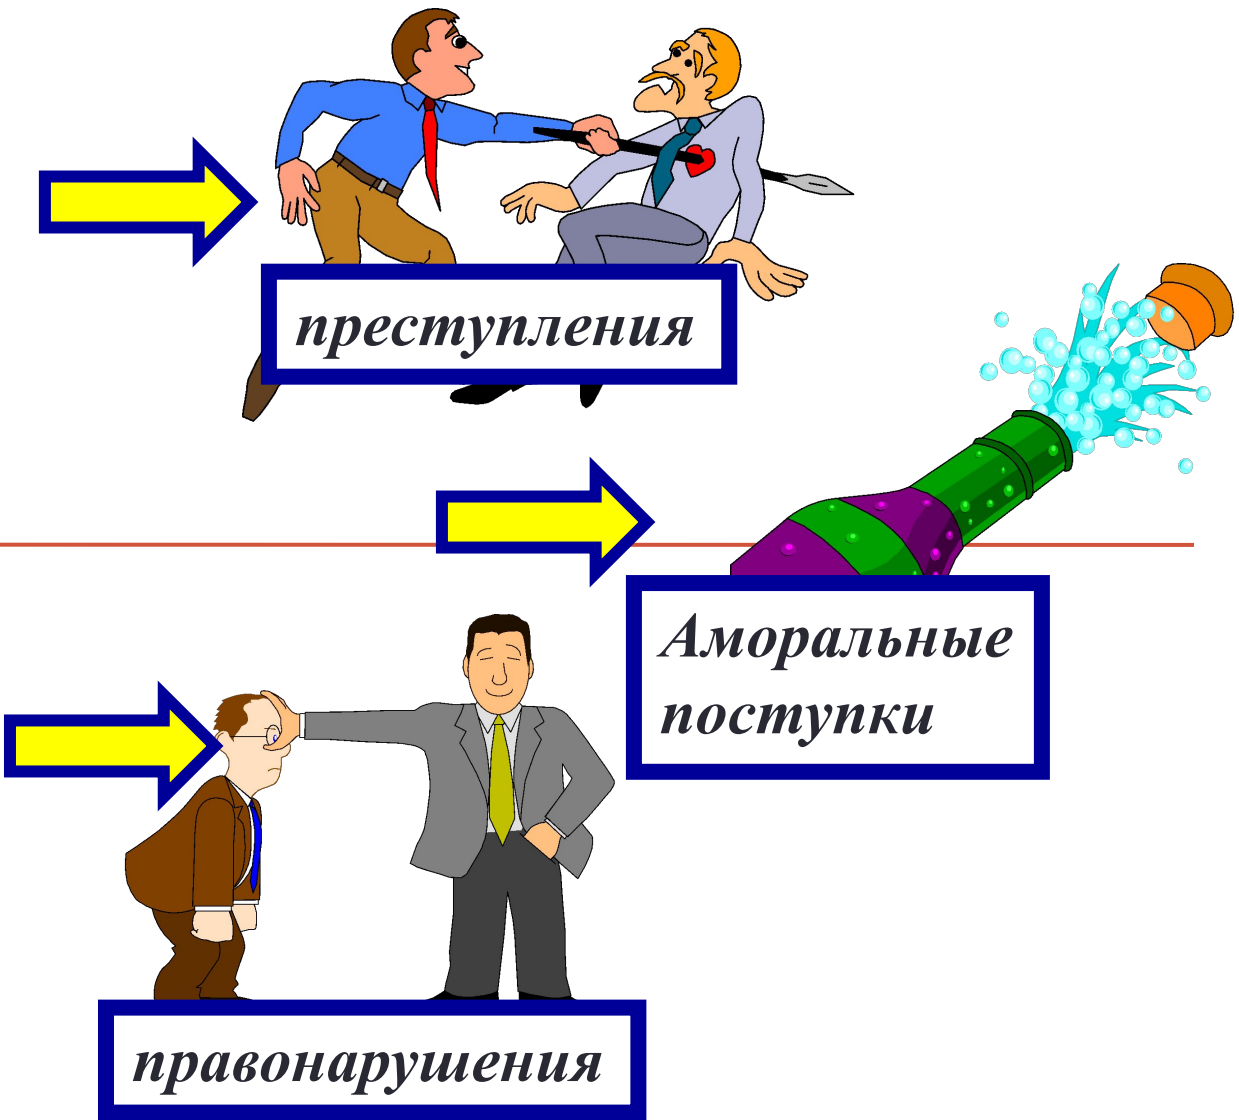 преступления
Аморальные
поступки
правонарушения